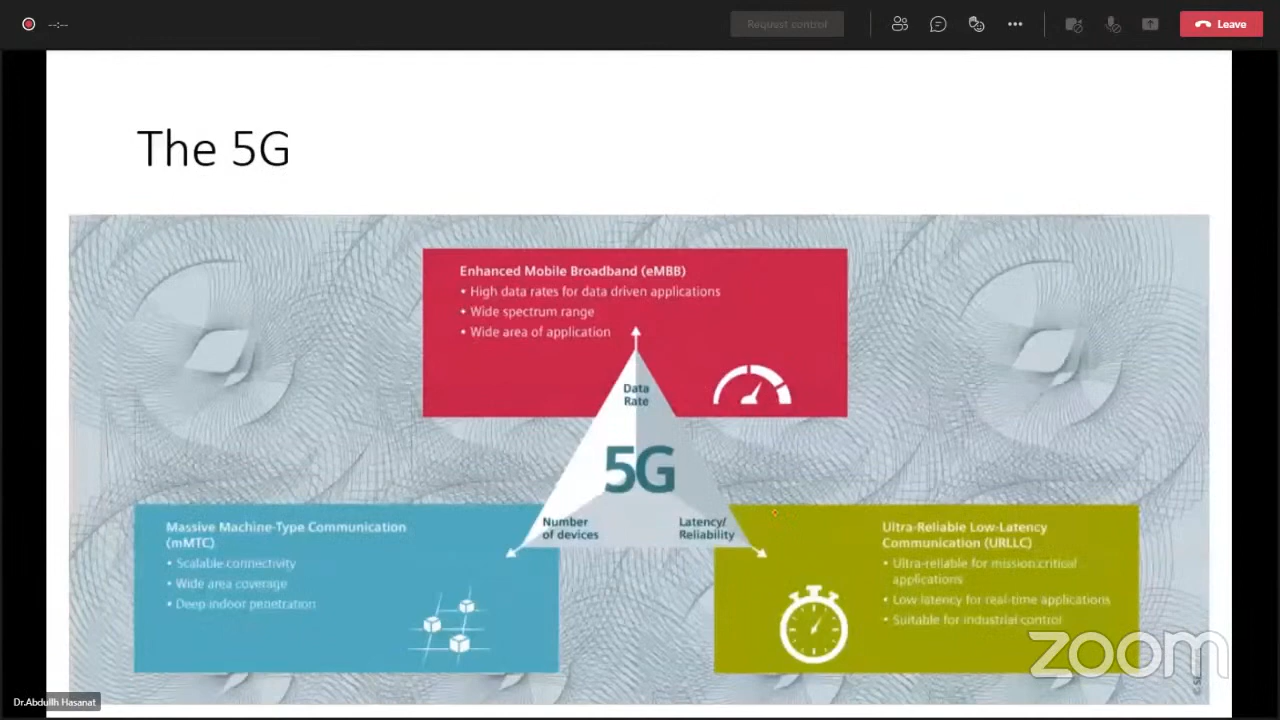 --:--
Request control
Leave
The 5G
Enhanced Mobile Broadband (eMBB)
• High data rates for data driven applications
• Wide spectrum range
• Wide area of application
Data
Rate
5G
Number
of devices
Latency/
Reliability
Massive Machine-Type Communication
(mMTC)
• Scalable connectivity
• Wide area coverage
• Deep indoor penetration
Ultra-Reliable Low-Latency
Communication (URLLC)
• Ultra-reliable for mission critical
applications
• Low latency for real-time applications
• Suitable for industrial control
zoom
Dr.Abdullh Hasanat